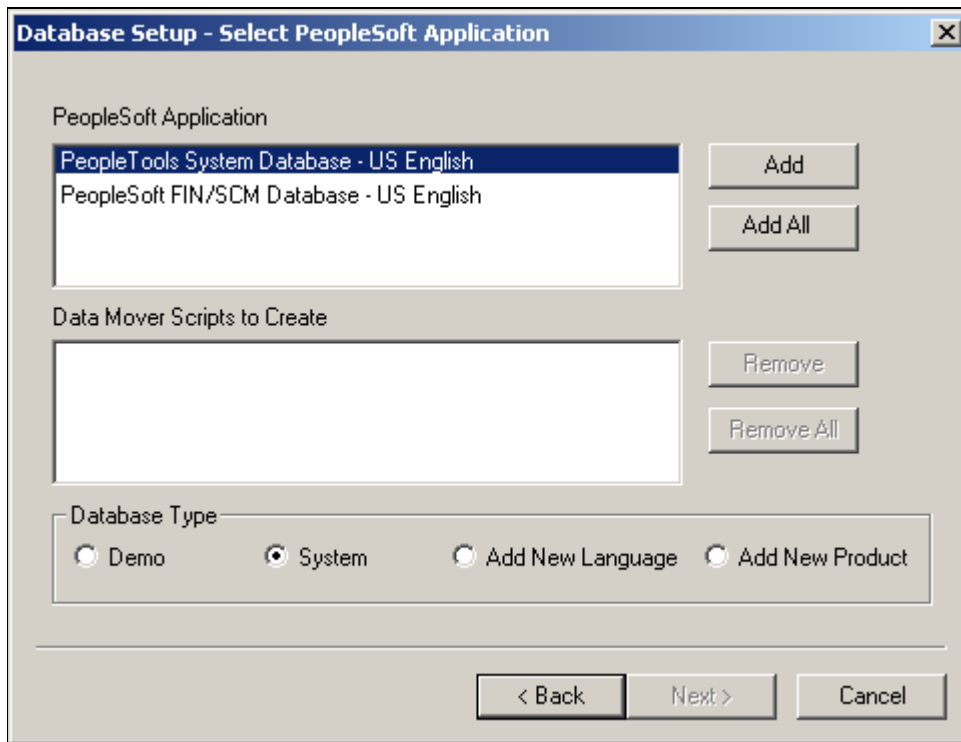 Database Setup - Select PeopleSoft Application
PeopleSoft Application
PeopleTools System Database - US English
PeopleSoft FIN/SCM Database - US English
Add
Add All
Data Mover Scripts to Create
Remove
Remove All
Database Type
Demo
System
Add New Language
Add New Product
< Back
Next >
Cancel